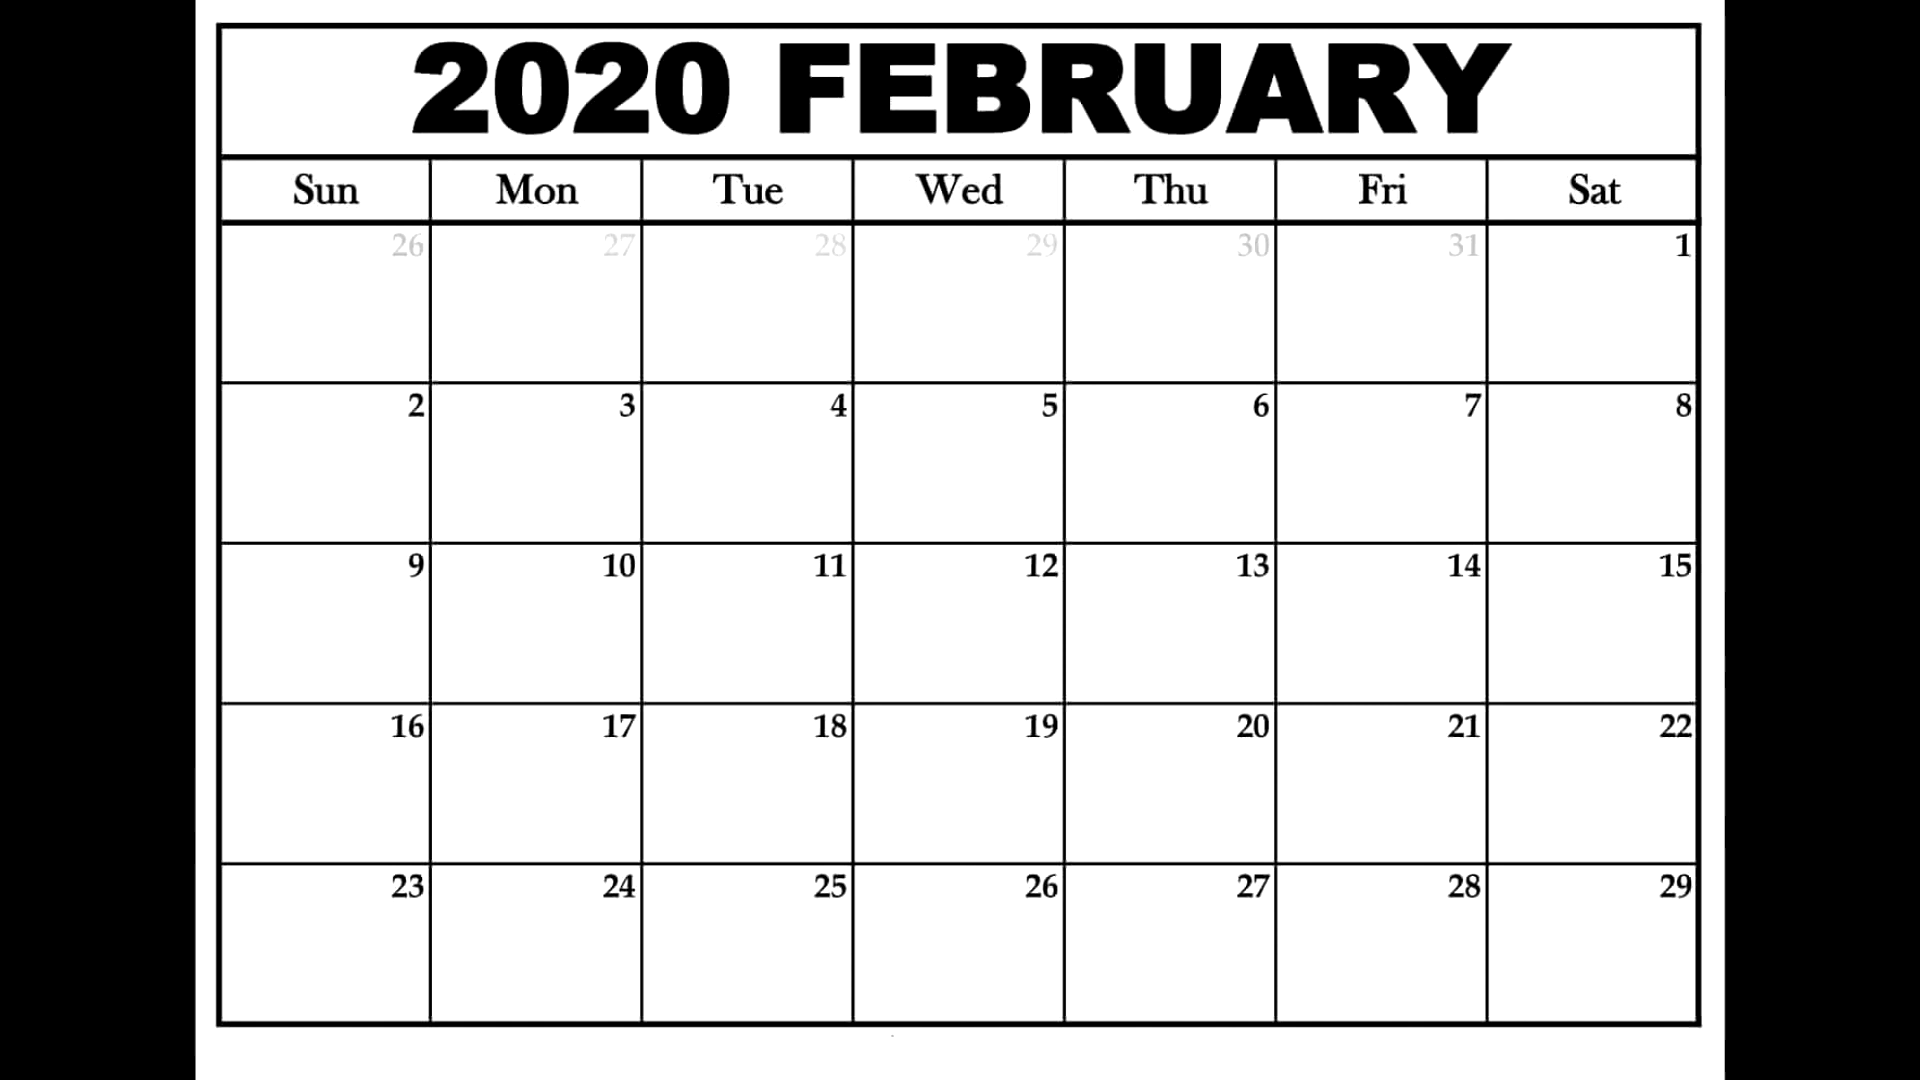 2020 FEBRUARY
Sun Mon Tue Wed Thu Fri Sat
26 27 28 29 30 31 1
2 3 4 5 6 7 8
9 10 11 12 13 14 15
16 17 18 19 20 21 22
23 24 25 26 27 28 29